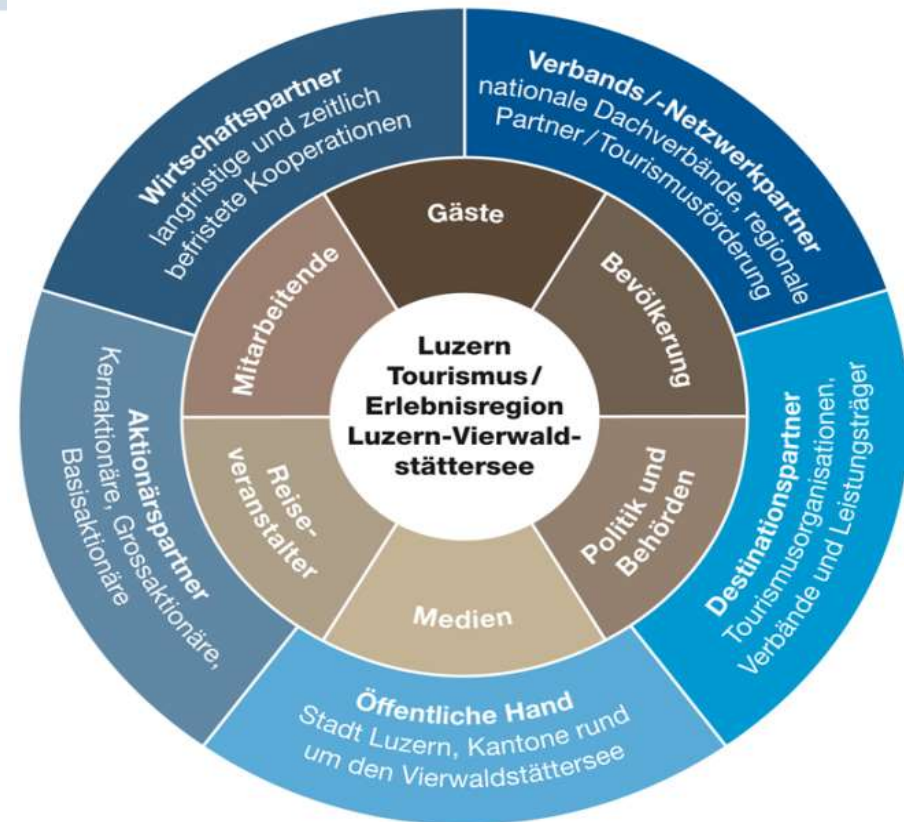 Wirtschaftspartner
langfristige und zeitlich
befristete Kooperationen
Verbands/-Netzwerkpartner
nationale Dachverbände, regionale
Partner/Tourismusförderung
Destinationspartner
Tourismusorganisationen,
Verbände und Leistungsträger
Öffentliche Hand
Stadt Luzern, Kantone rund
um den Vierwaldstättersee
Aktionärspartner
Kernaktionäre, Grossaktionäre,
Basisaktionäre
Gäste
Bevölkerung
Politik und
Behörden
Medien
Reise-
veranstalter
Mitarbeitende
Luzern
Tourismus/
Erlebnisregion
Luzern-Vierwald-
stättersee